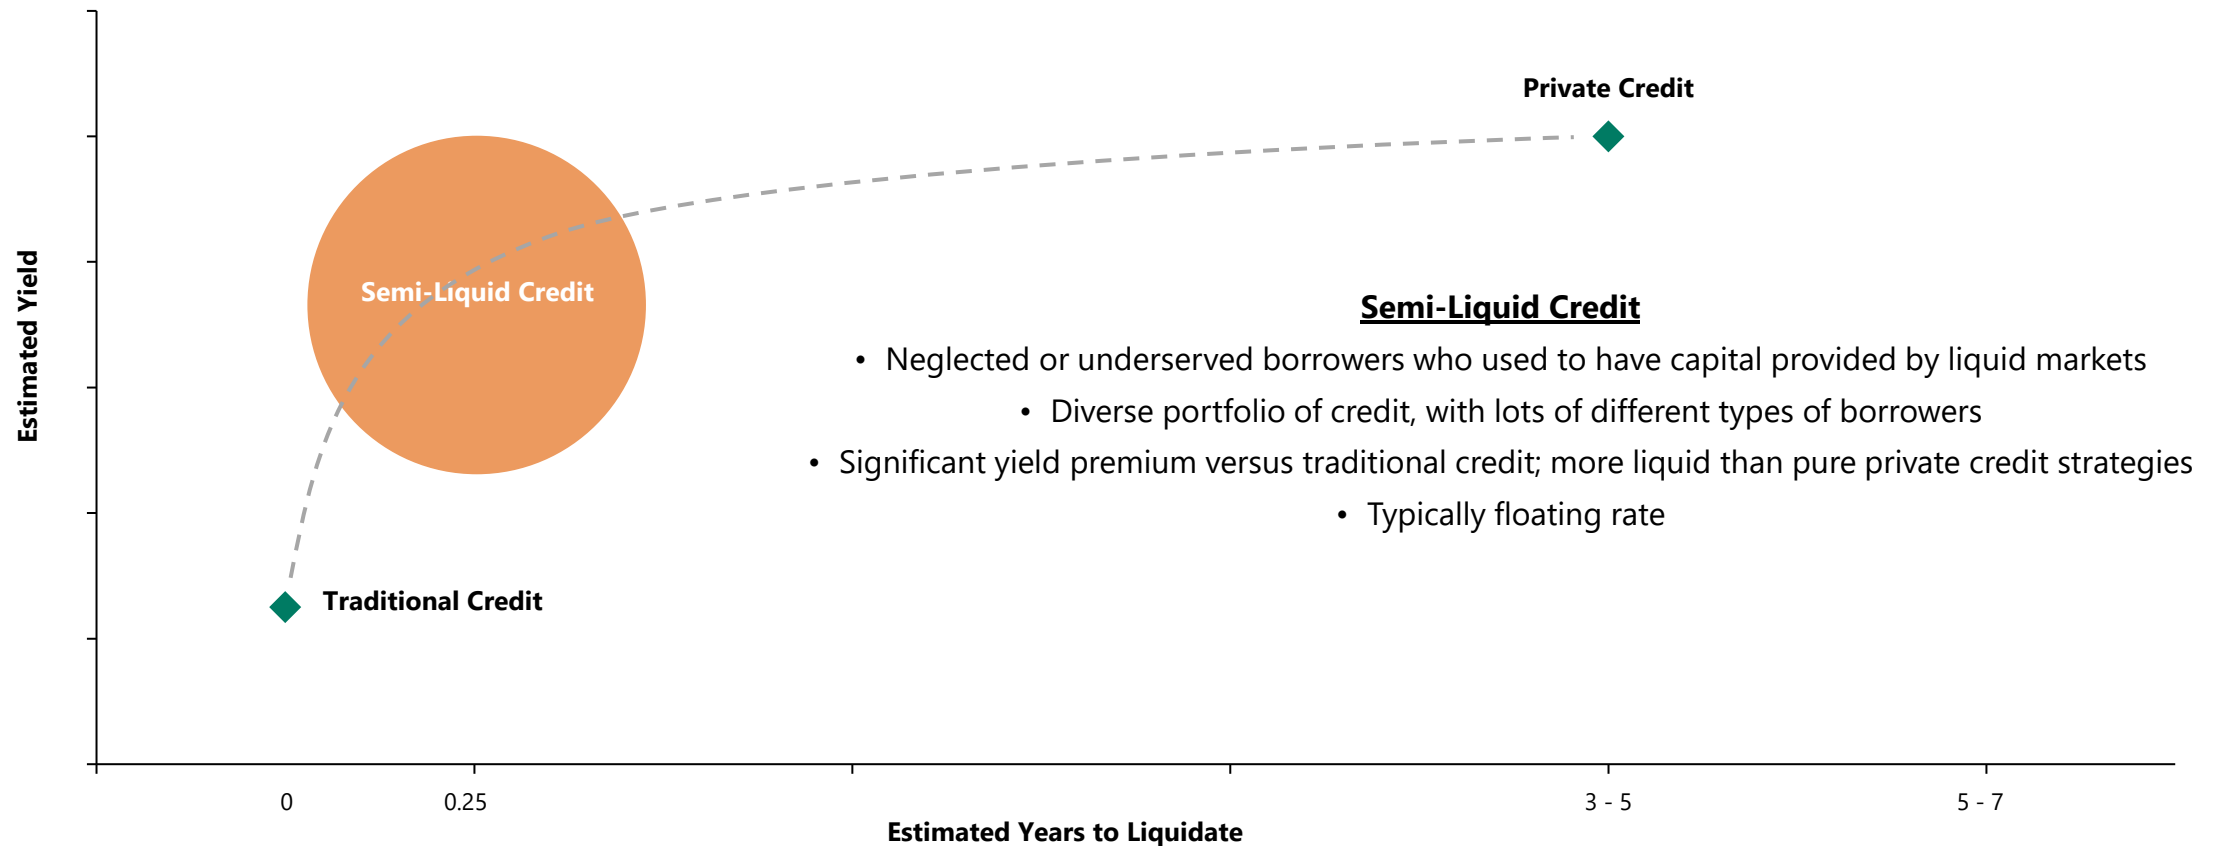 Private Credit
Estimated Yield
Semi-Liquid Credit
Semi-Liquid Credit
• Neglected or underserved borrowers who used to have capital provided by liquid markets
• Diverse portfolio of credit, with lots of different types of borrowers
• Significant yield premium versus traditional credit; more liquid than pure private credit strategies
• Typically floating rate
Traditional Credit
0
0.25
3 - 5
5 - 7
Estimated Years to Liquidate